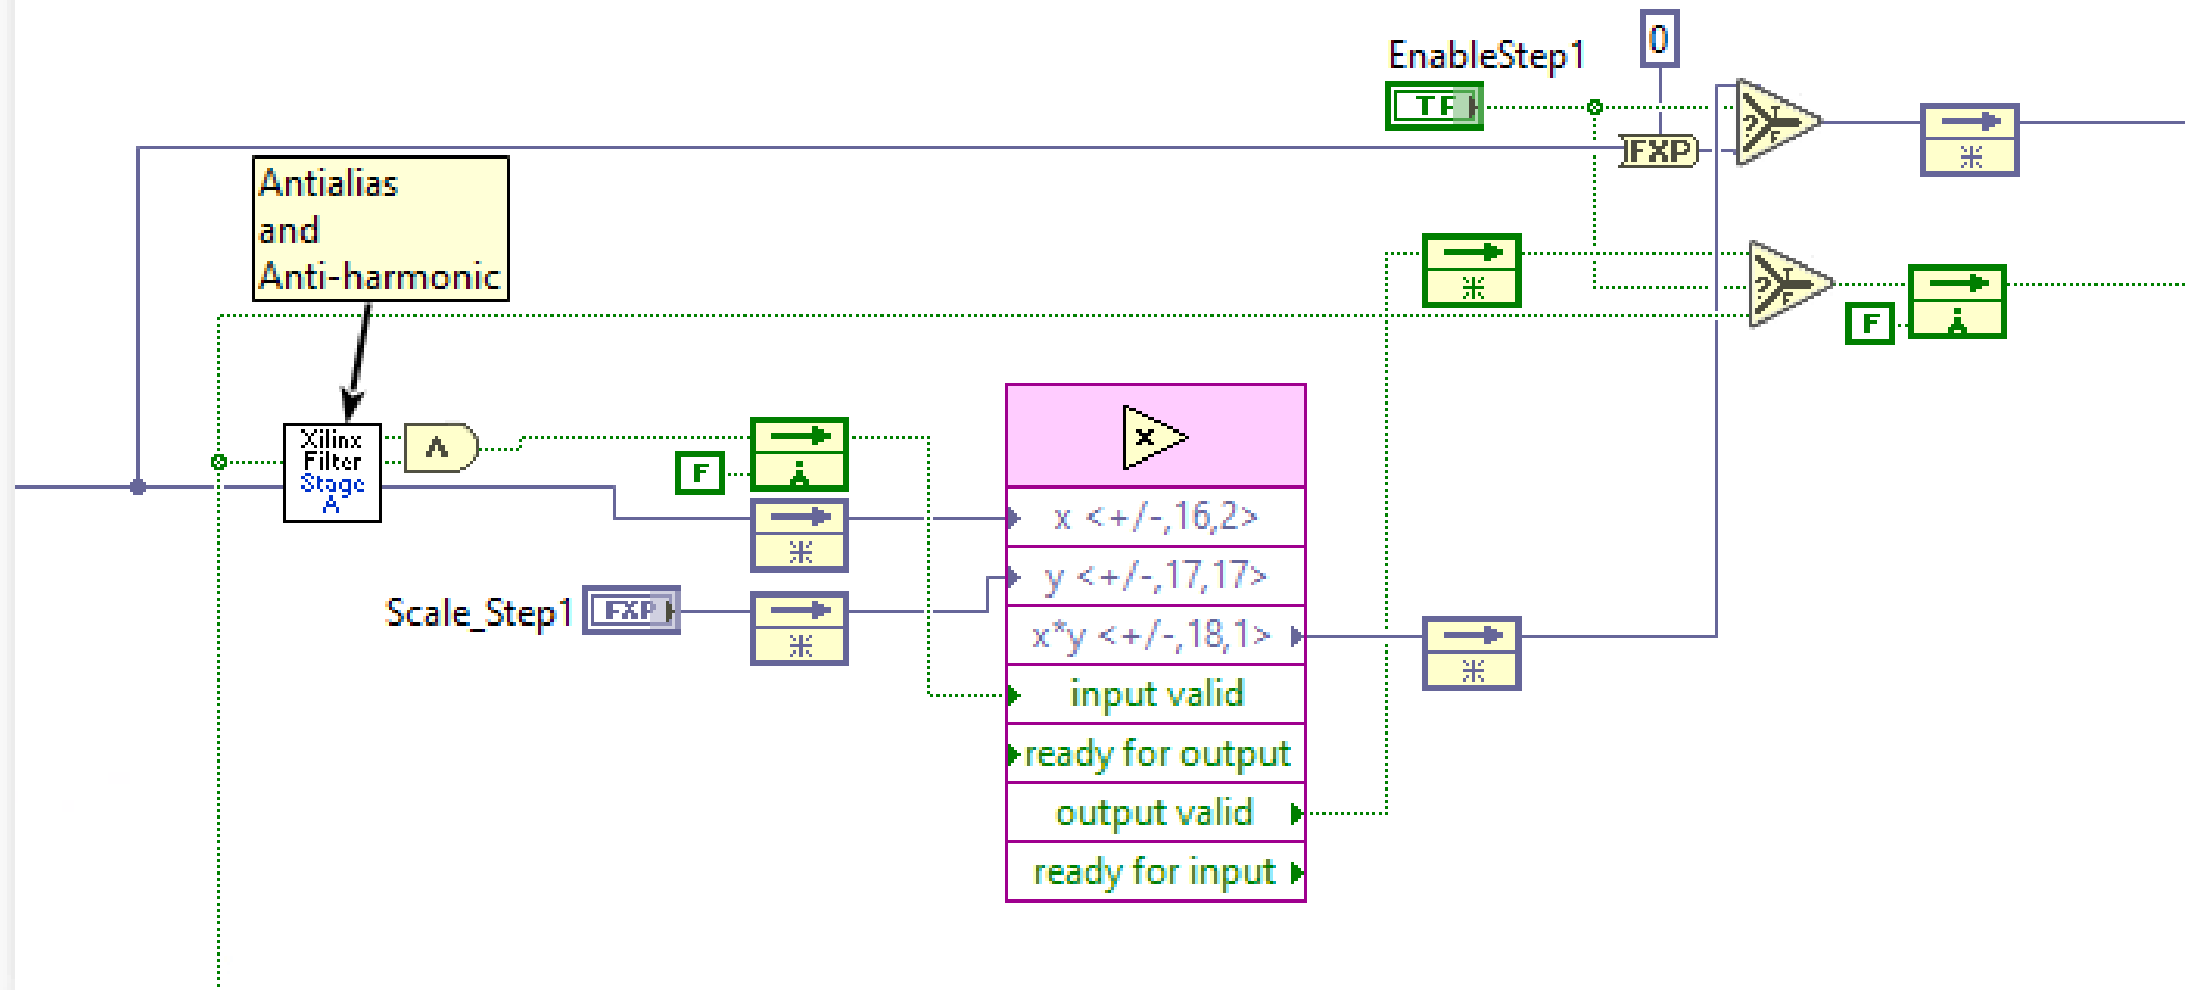 0
EnableStep1
TF
FXP
?
T
F
Antialias
and
Anti-harmonic
?
T
F
F
Xilinx
Filter
Stage
A
Λ
F
x
x <+/-,16,2>
y <+/-,17,17>
Scale_Step1
FXP
x*y <+/-,18,1>
input valid
ready for output
output valid
ready for input